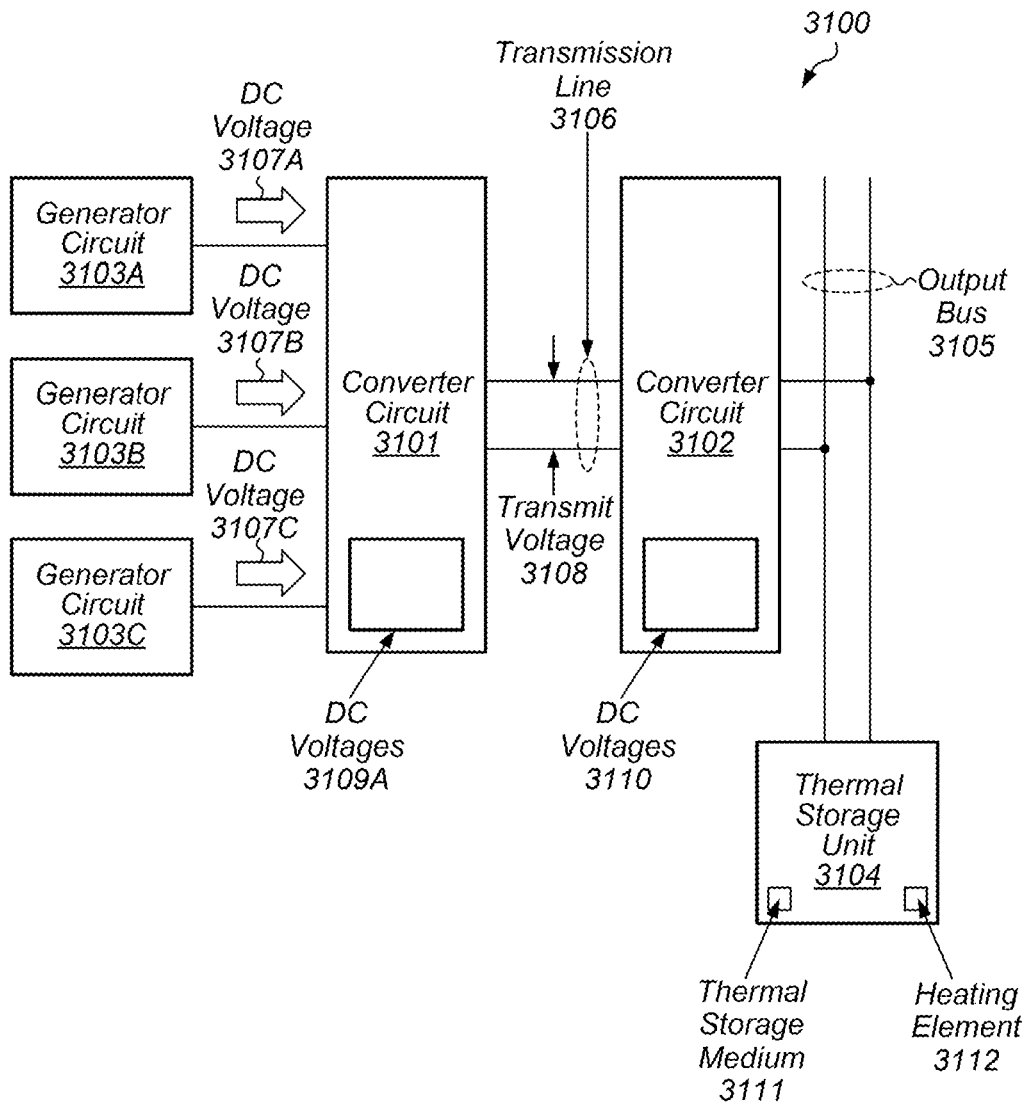 3100
Transmission
Line
3106
DC
Voltage
3107A
Generator
Circuit
3103A
DC
Voltage
3107B
Output
Bus
3105
Generator
Circuit
3103B
Converter
Circuit
3101
Converter
Circuit
3102
DC
Voltage
3107C
Transmit
Voltage
3108
Generator
Circuit
3103C
DC
Voltages
3109A
DC
Voltages
3110
Thermal
Storage
Unit
3104
Thermal
Storage
Medium
3111
Heating
Element
3112